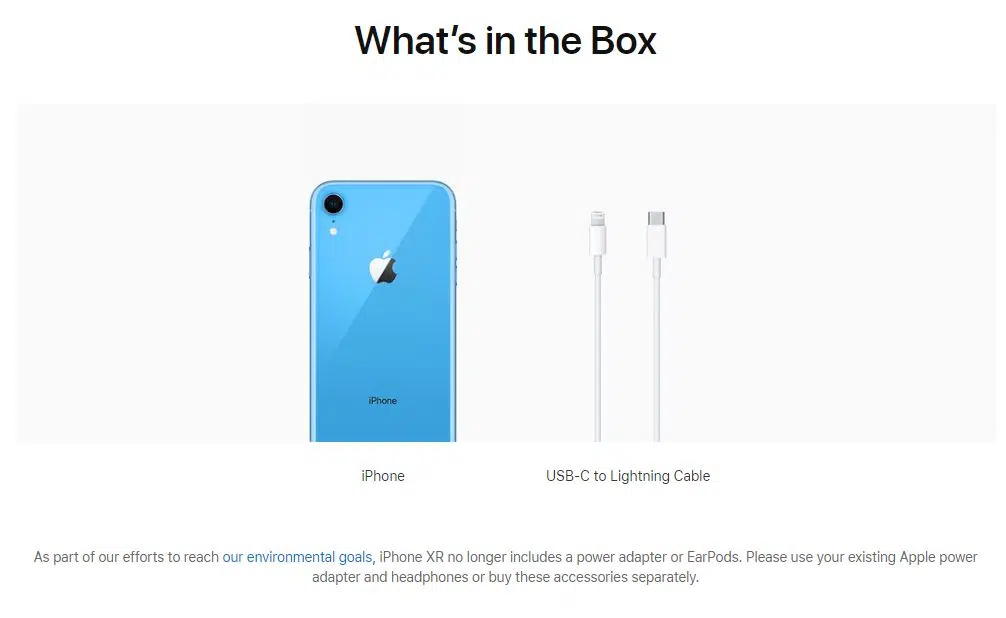 What's in the Box
iPhone
iPhone
USB-C to Lightning Cable
As part of our efforts to reach our environmental goals, iPhone XR no longer includes a power adapter or EarPods. Please use your existing Apple power
adapter and headphones or buy these accessories separately.